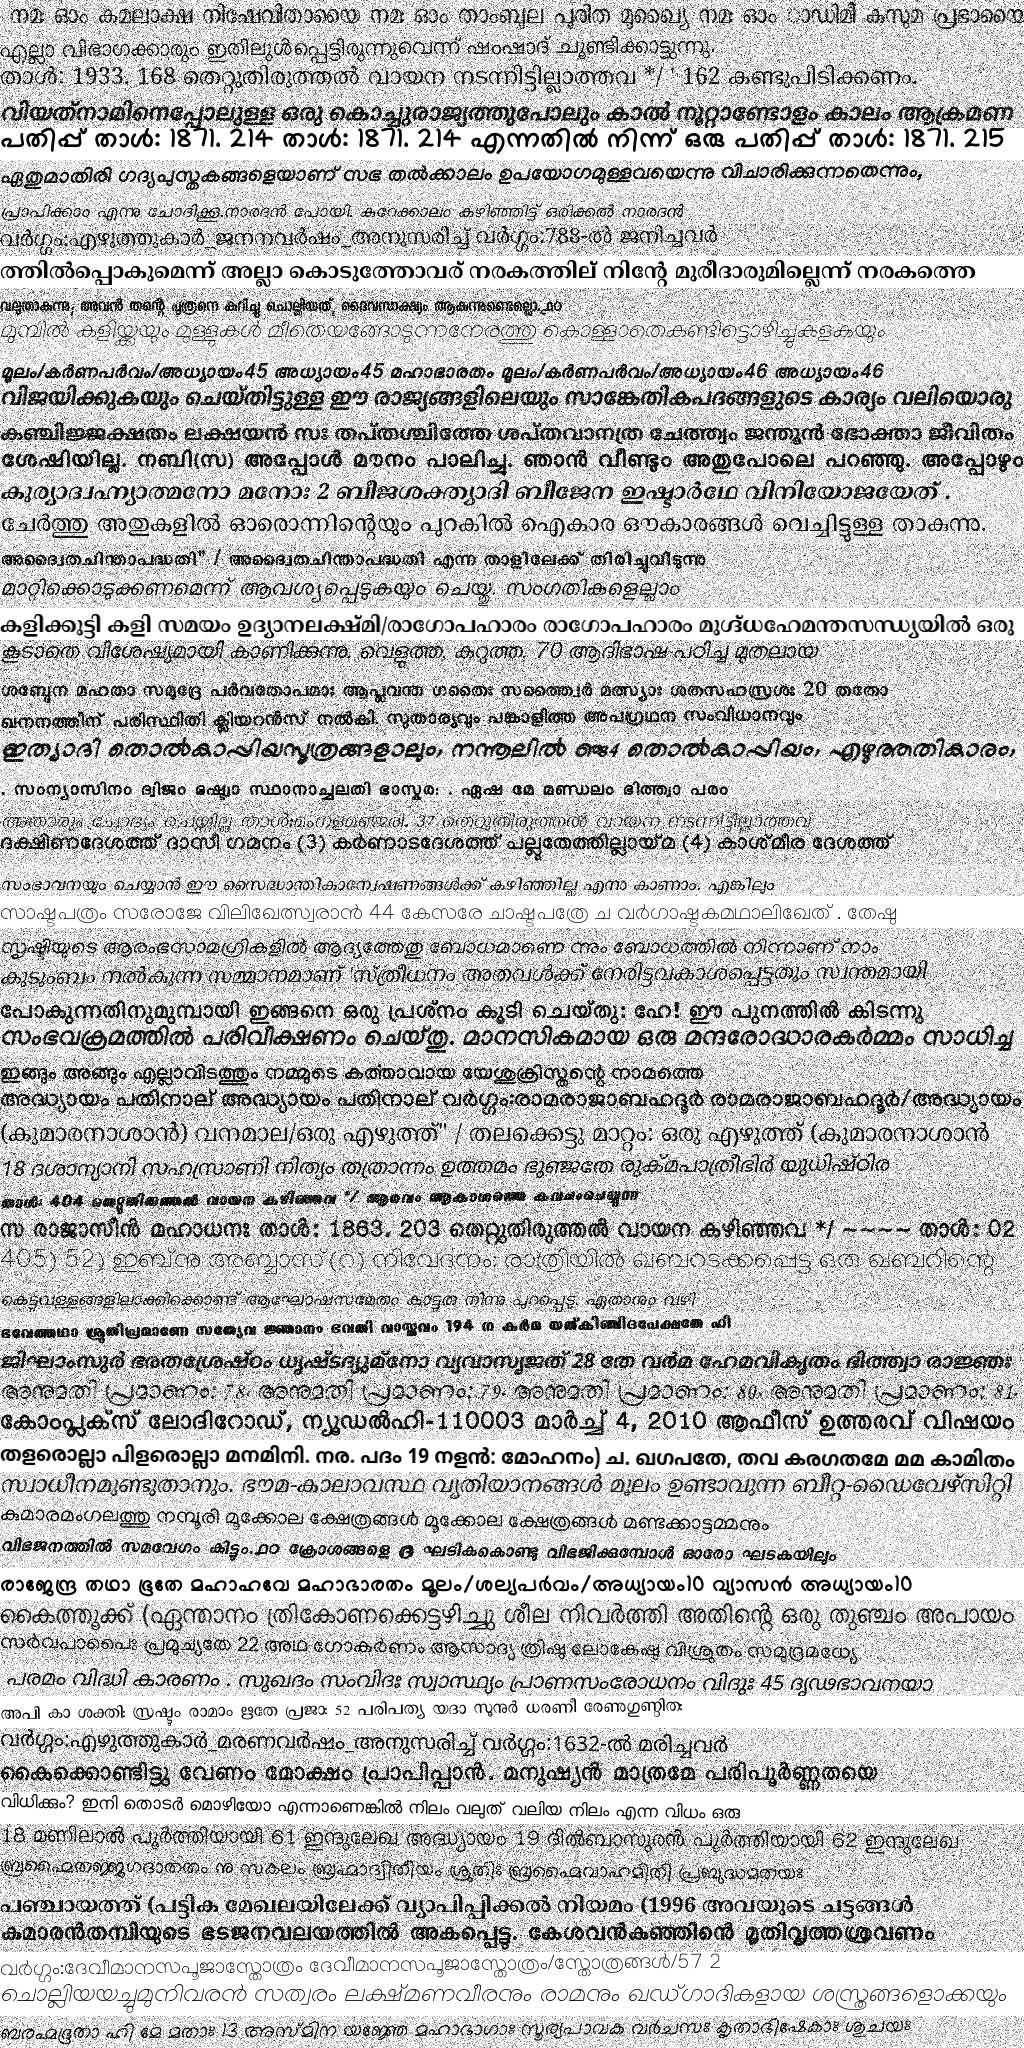 നമഃ ഓം കമലാക്ഷ നിഷേവിതായൈ നമഃ ഓം താംബുല പൂരിത മുഖ്യൈ നമഃ ഓം ാഡിമീ കുസുമ പ്രഭായൈ
എല്ലാ വിഭാഗക്കാരും ഇതിലുൾപ്പെട്ടിരുന്നുവെന്ന് ഷംഷാദ് ചൂണ്ടിക്കാട്ടുന്നു.
താൾ: 1933. 168 തെറ്റുതിരുത്തൽ വായന നടന്നിട്ടില്ലാത്തവ */ ' 162 കണ്ടുപിടിക്കണം.
വിയത്നാമിനെപ്പോലുള്ള ഒരു കൊച്ചുരാജ്യത്തുപോലും കാൽ നൂറ്റാണ്ടോളം കാലം ആക്രമണ
പതിപ്പ് താൾ: 1871. 214 താൾ: 1871. 214 എന്നതിൽ നിന്ന് ഒരു പതിപ്പ് താൾ: 1871. 215
ഏതുമാതിരി ഗദ്യപുസ്തകങ്ങളെയാണ് സഭ തൽക്കാലം ഉപയോഗമുള്ളവയെന്നു വിചാരിക്കുന്നതെന്നും,
പ്രാപിക്കാം എന്നു ചോദിക്കൂ.നാരദൻ പോയി. കുറേക്കാലം കഴിഞ്ഞിട്ട് ഒരിക്കൽ നാരദൻ
വർഗ്ഗം:എഴുത്തുകാർ_ജനനവർഷം_അനുസരിച്ച് വർഗ്ഗം:788-ൽ ജനിച്ചവർ
ത്തിൽപ്പൊകുമെന്ന് അല്ലാ കൊടുത്തോവര് നരകത്തില് നിന്റേ മുരീദാരുമില്ലെന്ന് നരകത്തെ
വലുതാകുന്നു, അവൻ തന്റെ പുത്രനെ കുറിച്ചു ചൊല്ലിയത്, ദൈവസാക്ഷ്യം ആകുന്നുണ്ടെല്ലൊ._൧൦
മുമ്പിൽ കളിയ്ക്കയും മുള്ളുകൾ മീതെയങ്ങോടുന്നനേരത്തു കൊള്ളാതെകണ്ടിട്ടൊഴിച്ചുകളകയും
മൂലം/കർണപർവം/അധ്യായം45 അധ്യായം45 മഹാഭാരതം മൂലം/കർണപർവം/അധ്യായം46 അധ്യായം46
വിജയിക്കുകയും ചെയ്തിട്ടുള്ള ഈ രാജ്യങ്ങളിലെയും സാങ്കേതികപദങ്ങളുടെ കാര്യം വലിയൊരു
കഞ്ചിജ്ജക്ഷതം ലക്ഷയൻ സഃ തപ്തശ്ചിത്തേ ശപ്തവാനത്ര ചേത്ത്വം ജന്തൂൻ ഭോക്താ ജീവിതം
ശേഷിയില്ല. നബി(സ) അപ്പോൾ മൗനം പാലിച്ചു. ഞാൻ വീണ്ടും അതുപോലെ പറഞ്ഞു. അപ്പോഴും
കുര്യാദ്വഹ്ന്യാത്മനോ മനോഃ 2 ബീജശക്ത്യാദി ബീജേന ഇഷ്ടാർഥേ വിനിയോജയേത് .
ചേർത്തു അതുകളിൽ ഓരൊന്നിന്റെയും പുറകിൽ ഐകാര ഔകാരങ്ങൾ വെച്ചിട്ടുള്ള താകുന്നു.
അദ്വൈതചിന്താപദ്ധതി" / അദ്വൈതചിന്താപദ്ധതി എന്ന താളിലേക്ക് തിരിച്ചുവിടുന്നു
മാറ്റിക്കൊടുക്കണമെന്ന് ആവശ്യപ്പെടുകയും ചെയ്തു. സംഗതികളെല്ലാം
കളിക്കുട്ടി കളി സമയം ഉദ്യാനലക്ഷ്മി/രാഗോപഹാരം രാഗോപഹാരം മുഗ്ദ്ധഹേമന്തസന്ധ്യയിൽ ഒരു
കൂടാതെ വിശേഷ്യമായി കാണിക്കുന്നു. വെളുത്ത, കറുത്ത, 70 ആദിഭാഷ പഠിച്ച മുതലായ
ശബ്ദേന മഹതാ സമുദ്രേ പർവതോപമാഃ ആപ്ലവന്ത ഗതൈഃ സത്ത്വൈർ മത്സ്യാഃ ശതസഹസ്രശഃ 20 തതോ
ഖനനത്തിന് പരിസ്ഥിതി ക്ലിയറൻസ് നൽകി. സുതാര്യവും പങ്കാളിത്ത അപഗ്രഥന സംവിധാനവും
ഇത്യാദി തൊൽകാപ്പിയസൂത്രങ്ങളാലും, നന്നൂലിൽ തൊൽകാപ്പിയം, എഴുത്തതികാരം,
. സംന്യാസിനം ദ്വിജം ദൃഷ്ട്വാ സ്ഥാനാച്ചലതി ഭാസ്കരഃ . ഏഷ മേ മണ്ഡലം ഭിത്ത്വാ പരം
അതാരും ചോദ്യം ചെയ്തില്ല താൾ:മംഗളമഞ്ജരി. 37 തെറ്റുതിരുത്തൽ വായന നടന്നിട്ടില്ലാത്തവ
ദക്ഷിണദേശത്ത് ദാസീ ഗമനം (3) കർണാടദേശത്ത് പല്ലുതേത്തില്ലായ്മ (4) കാശ്മീര ദേശത്ത്
സംഭാവനയും ചെയ്യാൻ ഈ സൈദ്ധാന്തികാന്വേഷണങ്ങൾക്ക് കഴിഞ്ഞില്ല എന്നു കാണാം. എങ്കിലും
സാഷ്ടപത്രം സരോജേ വിലിഖേത്സ്വരാൻ 44 കേസരേ ചാഷ്ടപത്രേ ച വർഗാഷ്ടകമഥാലിഖേത് . തേഷു
സൃഷ്ടിയുടെ ആരംഭസാമഗ്രികളിൽ ആദ്യത്തേതു ബോധമാണെ ന്നും ബോധത്തിൽ നിന്നാണ് നാം
കുടുംബം നൽകുന്ന സമ്മാനമാണ് 'സ്ത്രീധനം അതവൾക്ക് നേരിട്ടവകാശപ്പെട്ടതും സ്വന്തമായി
പോകുന്നതിനുമുമ്പായി ഇങ്ങനെ ഒരു പ്രശ്നം കൂടി ചെയ്തു: ഹേ! ഈ പുനത്തിൽ കിടന്നു
സംഭവക്രമത്തിൽ പരിവീക്ഷണം ചെയ്തു. മാനസികമായ ഒരു മന്ദരോദ്ധാരകർമ്മം സാധിച്ച
ഇങ്ങും അങ്ങും എല്ലാവിടത്തും നമ്മുടെ കൎത്താവായ യേശുക്രിസ്തന്റെ നാമത്തെ
അദ്ധ്യായം പതിനാല് അദ്ധ്യായം പതിനാല് വർഗ്ഗം:രാമരാജാബഹദൂർ രാമരാജാബഹദൂർ/അദ്ധ്യായം
(കുമാരനാശാൻ) വനമാല/ഒരു എഴുത്ത്" / തലക്കെട്ടു മാറ്റം: ഒരു എഴുത്ത് (കുമാരനാശാൻ
18 ദശാന്യാനി സഹസ്രാണി നിത്യം തത്രാന്നം ഉത്തമം ഭുഞ്ജതേ രുക്മപാത്രീഭിർ യുധിഷ്ഠിര
താൾ: 404 തെറ്റുതിരുത്തൽ വായന കഴിഞ്ഞവ */ ആരവം ആകാശത്തെ കവചംചെയ്യുന്ന
ന്ന രാജാസീൻ മഹാധനഃ താൾ: 1863. 203 തെറ്റുതിരുത്തൽ വായന കഴിഞ്ഞവ */ ~~~~ താൾ: 02
405) 52) ഇബ്നു അബ്ബാസ്(റ) നിവേദനം: രാത്രിയിൽ ഖബറടക്കപ്പെട്ട ഒരു ഖബറിന്റെ
കെട്ടുവള്ളങ്ങളിലാക്കിക്കൊണ്ട് ആഘോഷസമേതം കാട്ടൂരു നിന്നു പുറപ്പെട്ടു. ഏതാനും വഴി
ഭവേത്തഥാ ശ്രുതിപ്രമാണേ സത്യേവ ജ്ഞാനം ഭവതി വാസ്തവം 194 ന കർമ യത്കിഞ്ചിദപേക്ഷതേ ഹി
ജിഘാംസുർ ഭരതശ്രേഷ്ഠം ധൃഷ്ടദ്യുമ്നോ വ്യവാസൃജത് 28 തേ വർമ ഹേമവികൃതം ഭിത്ത്വാ രാജ്ഞഃ
അനുമതി പ്രമാണം: 78- അനുമതി പ്രമാണം: 79- അനുമതി പ്രമാണം: 80- അനുമതി പ്രമാണം: 81-
കോംപ്ലക്സ് ലോദിറോഡ്, ന്യൂഡൽഹി-110003 മാർച്ച് 4, 2010 ആഫീസ് ഉത്തരവ് വിഷയം
തളരൊല്ലാ പിളരൊല്ലാ മനമിനി. നര. പദം 19 നളൻ: മോഹനം) ച. ഖഗപതേ, തവ കരഗതമേ മമ കാമിതം
സ്വാധീനമുണ്ടുതാനും. ഭൗമ-കാലാവസ്ഥ വ്യതിയാനങ്ങൾ മൂലം ഉണ്ടാവുന്ന ബീറ്റ-ഡൈവേഴ്സിറ്റി
കുമാരമംഗലത്തു നമ്പൂരി മൂക്കോല ക്ഷേത്രങ്ങൾ മൂക്കോല ക്ഷേത്രങ്ങൾ മണ്ടക്കാട്ടമ്മനും
വിഭജനത്തിൽ സമവേഗം കിട്ടും.൧൦ ക്രോശങ്ങളെ ൫ ഘടികകൊണ്ടു വിഭജിക്കുമ്പോൾ ഓരോ ഘടകയിലും
രാജേന്ദ്ര തഥാ ഭൂതേ മഹാഹവേ മഹാഭാരതം മൂലം/ശല്യപർവം/അധ്യായം10 വ്യാസൻ അധ്യായം10
കൈത്തൂക്ക് (ഏന്താനം ത്രികോണക്കെട്ടഴിച്ചു ശീല നിവർത്തി അതിന്റെ ഒരു തുഞ്ചം അപായം
സർവപാപൈഃ പ്രമുച്യതേ 22 അഥ ഗോകർണം ആസാദ്യ ത്രിഷു ലോകേഷു വിശ്രുതം സമുദ്രമധ്യേ
പരമം വിദ്ധി കാരണം . സുഖദം സംവിദഃ സ്വാസ്ഥ്യം പ്രാണസംരോധനം വിദുഃ 45 ദൃഢഭാവനയാ
അപി കാ ശക്തിഃ സ്രഷ്ടും രാമാം ഋതേ പ്രജാഃ 52 പരിപത്യ യദാ സൂനുർ ധരണീ രേണുഗുണ്ഠിതഃ
വർഗ്ഗം:എഴുത്തുകാർ_മരണവർഷം_അനുസരിച്ച് വർഗ്ഗം:1632-ൽ മരിച്ചവർ
കൈക്കൊണ്ടിട്ടു വേണം മോക്ഷം പ്രാപിപ്പാൻ. മനുഷ്യൻ മാത്രമേ പരിപൂർണ്ണതയെ
വിധിക്കും? ഇനി തൊടർ മൊഴിയോ എന്നാണെങ്കിൽ നിലം വലുത് വലിയ നിലം എന്ന വിധം ഒരു
18 മണിലാൽ പൂർത്തിയായി 61 ഇന്ദുലേഖ അദ്ധ്യായം 19 ദിൽബാസുരൻ പൂർത്തിയായി 62 ഇന്ദുലേഖ
ബ്രഹ്മൈതജ്ജഗദാതതം നു സകലം ബ്രഹ്മാദ്വിതീയം ശ്രുതിഃ ബ്രഹ്മൈവാഹമിതി പ്രബുദ്ധമതയഃ
പഞ്ചായത്ത് (പട്ടിക മേഖലയിലേക്ക് വ്യാപിപ്പിക്കൽ നിയമം (1996 അവയുടെ ചട്ടങ്ങൾ
കുമാരൻതമ്പിയുടെ ഭടജനവലയത്തിൽ അകപ്പെട്ടു. കേശവൻകുഞ്ഞിൻ മൃതിവൃത്തശ്രവണം
വർഗ്ഗം:ദേവീമാനസപൂജാസ്തോത്രം ദേവീമാനസപൂജാസ്തോത്രം/സ്തോത്രങ്ങൾ/57 2
ചൊല്ലിയയച്ചുമുനിവരൻ സത്വരം ലക്ഷ്മണവീരനും രാമനും ഖഡ്ഗാദികളായ ശസ്ത്രങ്ങളൊക്കയും
ബരഹ്മഭൂതാ ഹി മേ മതാഃ 13 അസ്മിന യജ്ഞേ മഹാഭാഗാഃ സൂര്യപാവക വർചസഃ കൃതാഭിഷേകാഃ ശുചയഃ